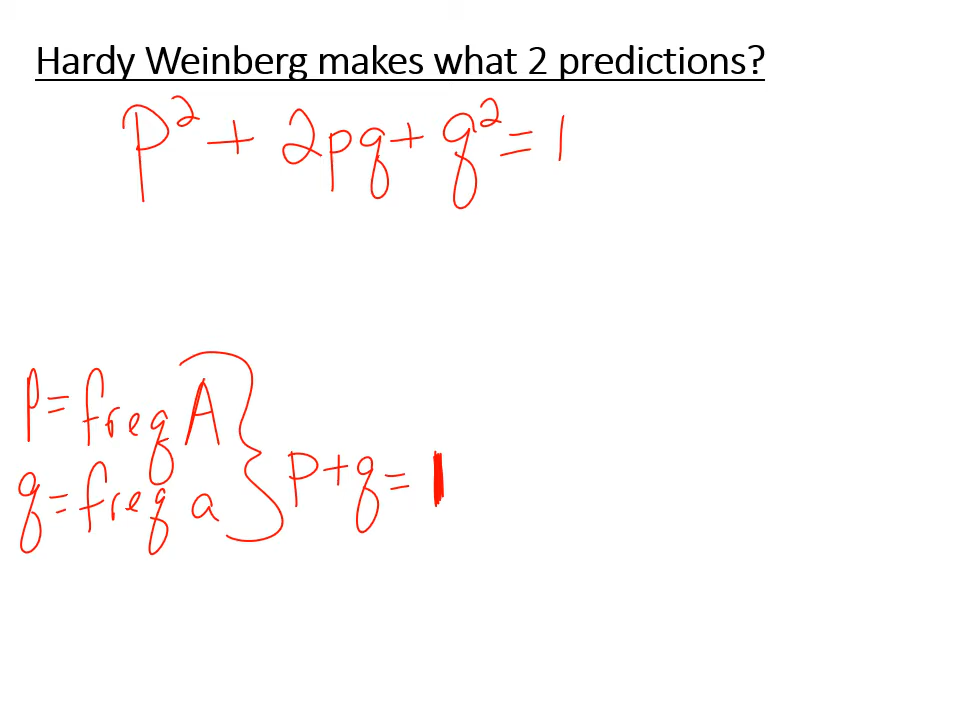 Hardy Weinberg makes what 2 predictions?
p² + 2pq + q² = 1
p = freq A
q = freq a
p + q = 1